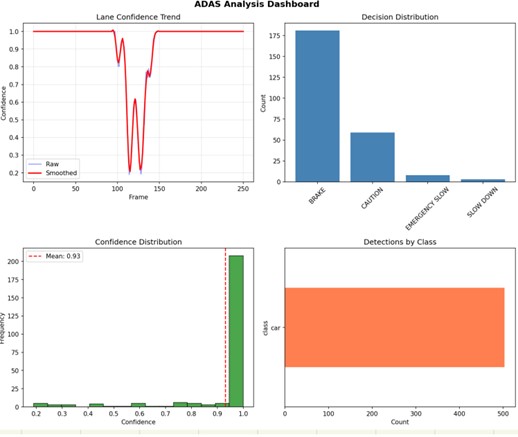 ADAS Analysis Dashboard
Lane Confidence Trend
Confidence
1.0
0.9
0.8
0.7
0.6
0.5
0.4
0.3
0.2
Raw
Smoothed
0 50 100 150 200 250
Frame
Decision Distribution
Count
175
150
125
100
75
50
25
0
BRAKE
CAUTION
EMERGENCY SLOW
SLOW DOWN
Confidence Distribution
Frequency
200
175
150
125
100
75
50
25
0
Mean: 0.93
0.2 0.3 0.4 0.5 0.6 0.7 0.8 0.9 1.0
Confidence
Detections by Class
class
car
0 100 200 300 400 500
Count